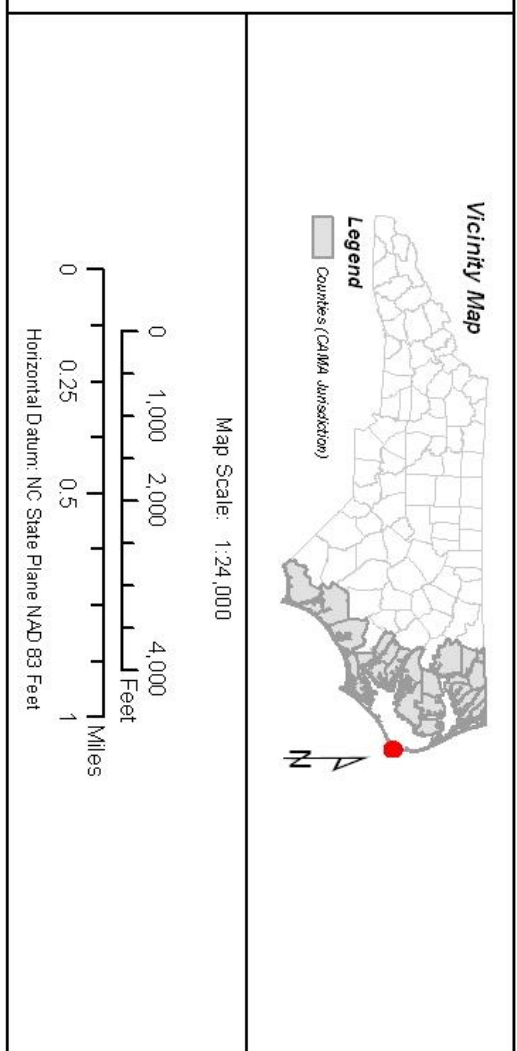 Vicinity Map
Legend
Counties (CAMA Jurisdiction)
N
Map Scale: 1:24,000
0 1,000 2,000 4,000
Feet
0 0.25 0.5 1
Miles
Horizontal Datum: NC State Plane NAD 83 Feet